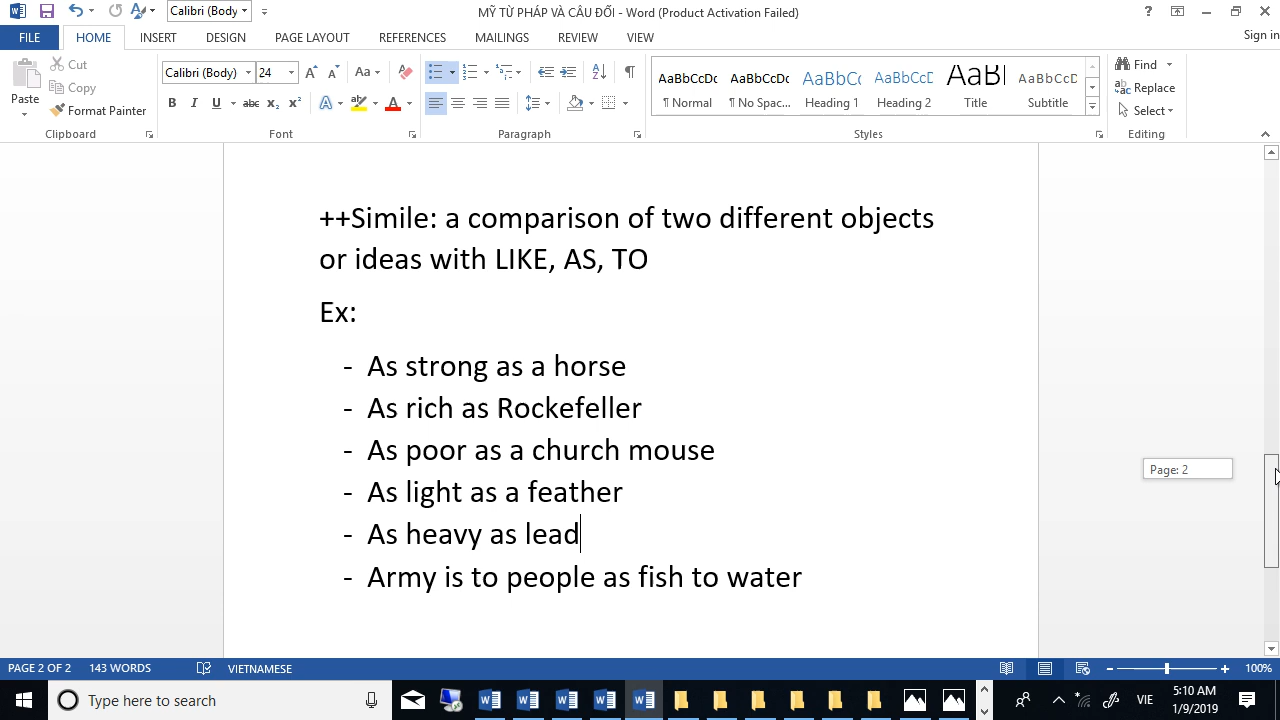 Calibri (Body
MỸ TỪ PHÁP VÀ CÂU ĐỐI - Word (Product Activation Failed)
FILE HOME INSERT DESIGN PAGE LAYOUT REFERENCES MAILINGS REVIEW VIEW Sign in
Paste
Cut
Copy
Format Painter
Calibri (Body) 24
B I U abc x₂ x²
AaBbCcDc AaBbCcDc AaBbCc AaBbCcD AaB AaBbCcD
¶ Normal ¶ No Spac... Heading 1 Heading 2 Title Subtitle
Find
Replace
Select
Clipboard Font Paragraph Styles Editing
++Simile: a comparison of two different objects
or ideas with LIKE, AS, TO
Ex:
- As strong as a horse
- As rich as Rockefeller
- As poor as a church mouse
- As light as a feather
- As heavy as lead
- Army is to people as fish to water
Page: 2
PAGE 2 OF 2 143 WORDS VIETNAMESE 100%
Type here to search
VIE
5:10 AM
1/9/2019